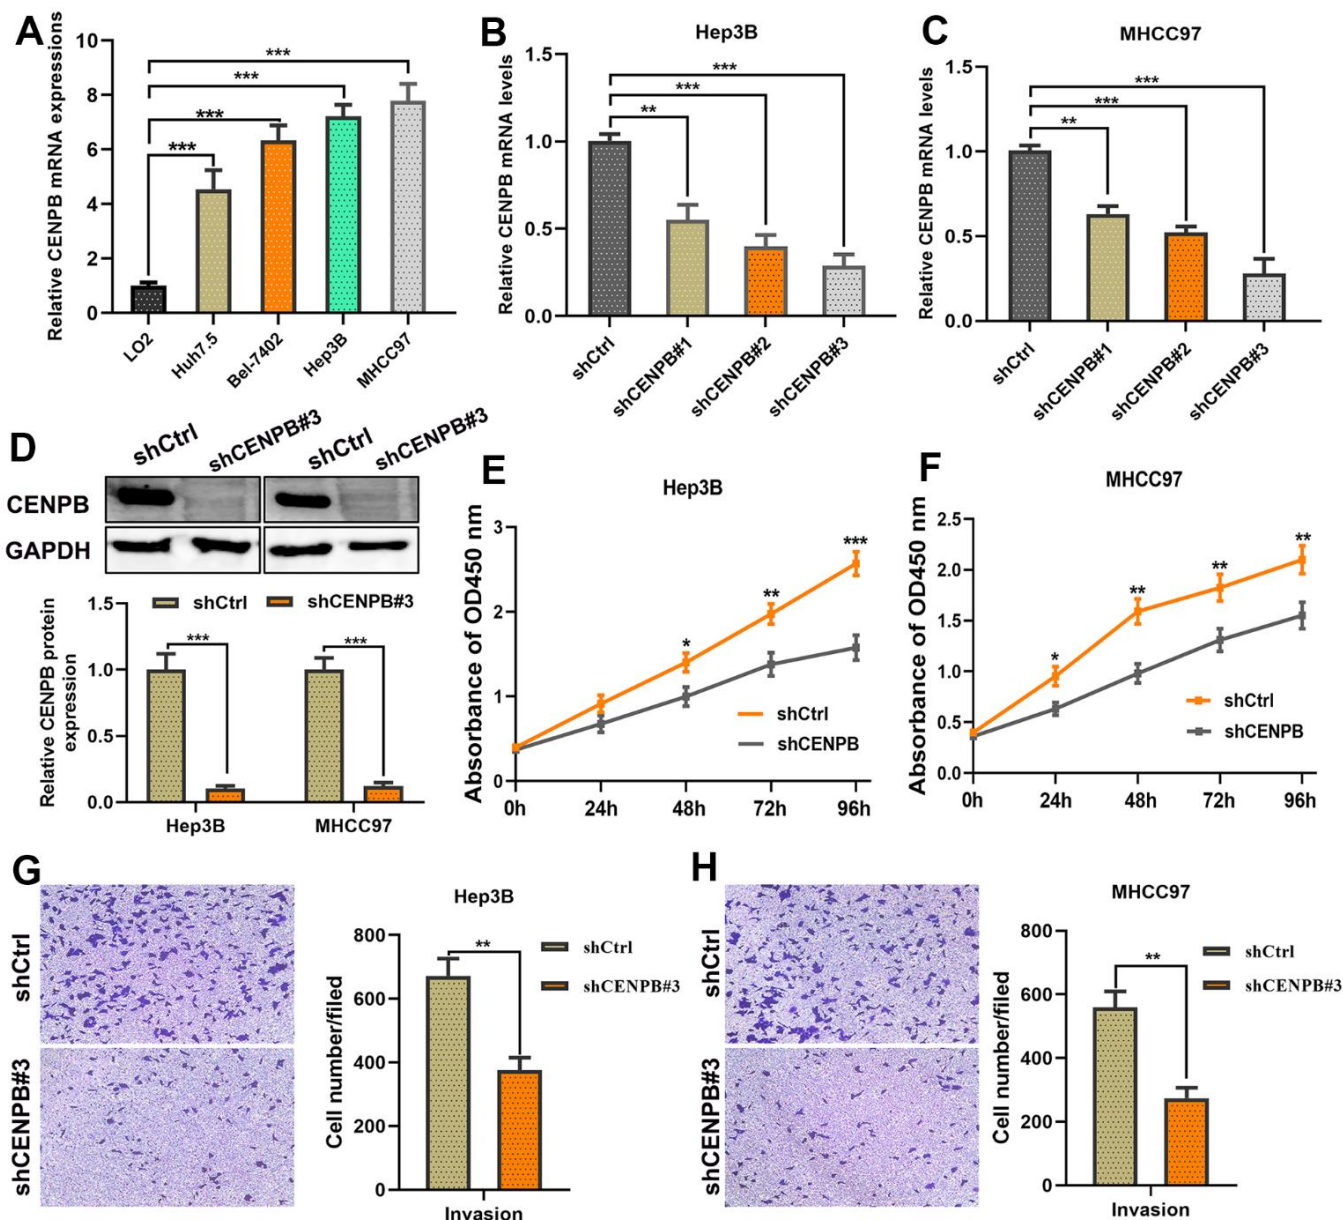 A
Relative CENPB mRNA expressions
10
8
6
4
2
0
***
***
***
***
LO2
Huh7.5
Bel-7402
Hep3B
MHCC97
B
Hep3B
Relative CENPB mRNA levels
1.5
1.0
0.5
0.0
***
***
**
shCtrl
shCENPB#1
shCENPB#2
shCENPB#3
C
MHCC97
Relative CENPB mRNA levels
1.5
1.0
0.5
0.0
***
***
**
shCtrl
shCENPB#1
shCENPB#2
shCENPB#3
D
shCtrl
shCENPB#3
shCtrl
shCENPB#3
CENPB
GAPDH
Relative CENPB protein
expression
1.5
1.0
0.5
0.0
shCtrl
shCENPB#3
***
***
Hep3B
MHCC97
E
Hep3B
Absorbance of OD450 nm
3
2
1
0
*
**
***
shCtrl
shCENPB
0h
24h
48h
72h
96h
F
MHCC97
Absorbance of OD450 nm
2.5
2.0
1.5
1.0
0.5
0.0
*
**
**
**
shCtrl
shCENPB
0h
24h
48h
72h
96h
G
shCtrl
shCENPB#3
Hep3B
Cell number/filed
800
600
400
200
0
**
shCtrl
shCENPB#3
Invasion
H
shCtrl
shCENPB#3
MHCC97
Cell number/filed
800
600
400
200
0
**
shCtrl
shCENPB#3
Invasion